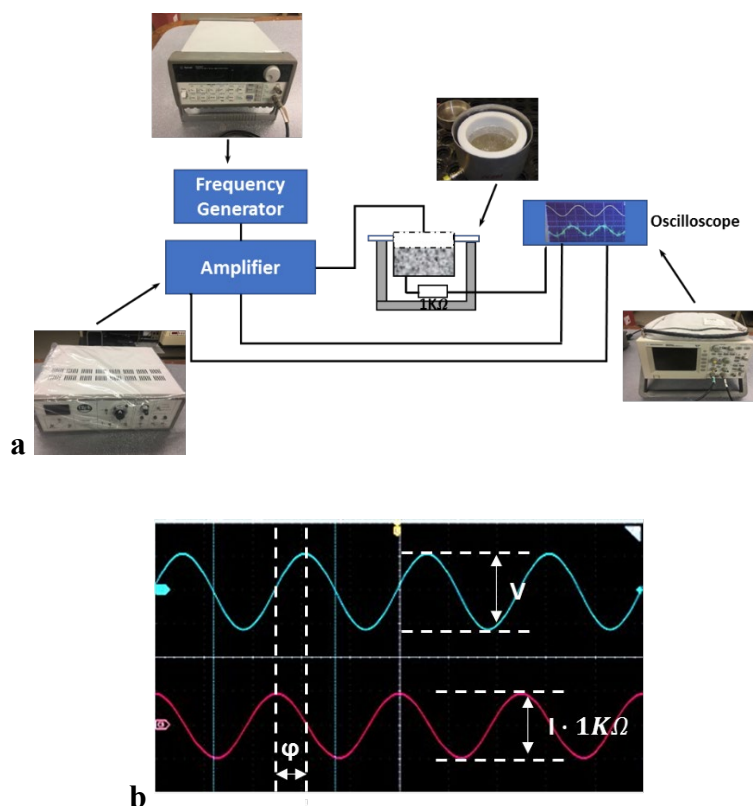 Frequency
Generator
Amplifier
1KΩ
Oscilloscope
a
V
I · 1KΩ
φ
b